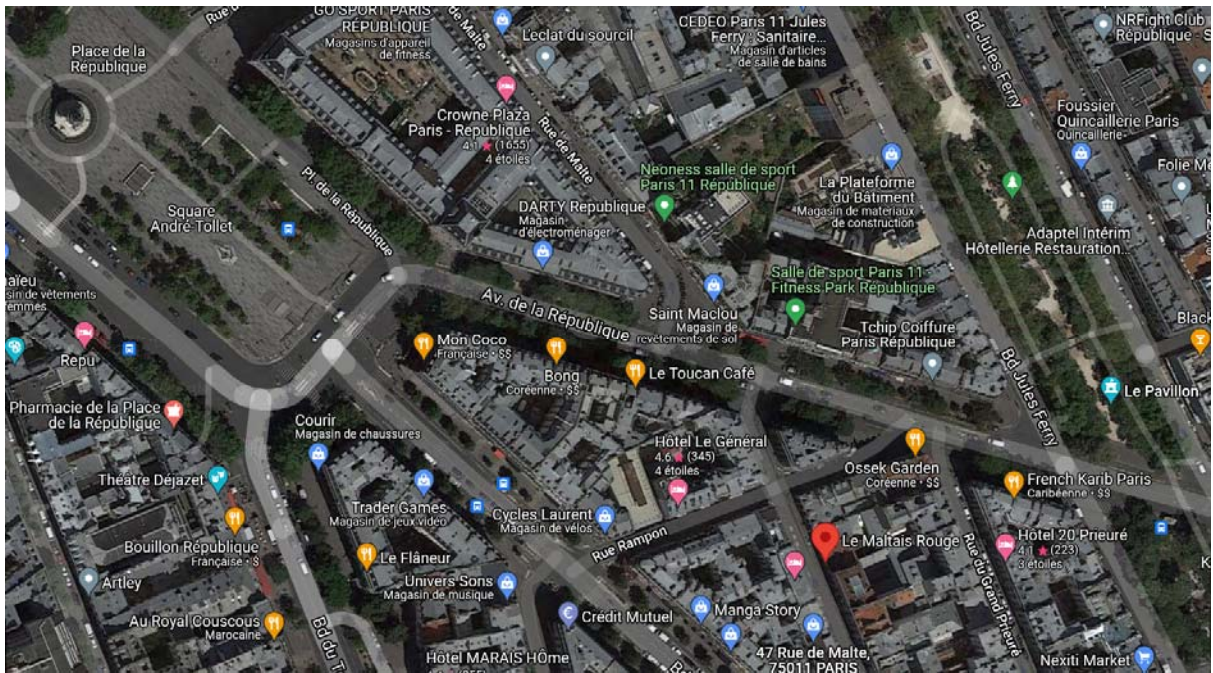 GO SPORT PARIS
RÉPUBLIQUE
Magasins d'appareil
de fitness
Rue de Malte
L'eclat du sourcil
CEDEO Paris 11 Jules
Ferry : Sanitaire...
Magasin d'articles
de salle de bains
Bd Jules Ferry
NRFight Club
Place de la
République
Crowne Plaza
Paris - Republique
4.1 ★ (1655)
4 étoiles
Rue de Malte
Foussier
Quincaillerie Paris
Quincaillerie
Neoness salle de sport
Paris 11 République
La Plateforme
du Bâtiment
Magasin de materiaux
de construction
Pl. de la République
Square
André-Tollet
DARTY Republique
Magasin
d'électroménager
Adaptel Intérim
Hôtellerie Restauration...
Salle de sport Paris 11
Fitness Park République
Av. de la République
Saint Maclou
Magasin de
revêtements de sol
Tchip Coiffure
Paris République
Repu
Mon Coco
Française • $$
Bong
Coréenne • $$
Le Toucan Café
Bd Jules Ferry
Le Pavillon
Pharmacie de la Place
de la République
Courir
Magasin de chaussures
Hôtel Le Général
4.6 ★ (345)
4 étoiles
Ossek Garden
Coréenne • $$
French Karib Paris
Caribéenne • $$
Théâtre Déjazet
Trader Games
Magasin de jeux vidéo
Cycles Laurent
Magasin de vélos
Rue Rampon
Le Maltais Rouge
Hôtel 20 Prieuré
4.1 ★ (223)
3 étoiles
Bouillon République
Française • $
Le Flâneur
Artley
Univers Sons
Magasin de musique
Rue du Grand Prieuré
Au Royal Couscous
Marocaine
Crédit Mutuel
Manga Story
47 Rue de Malte,
75011 PARIS
Hôtel MARAIS HÔme
Nexiti Market